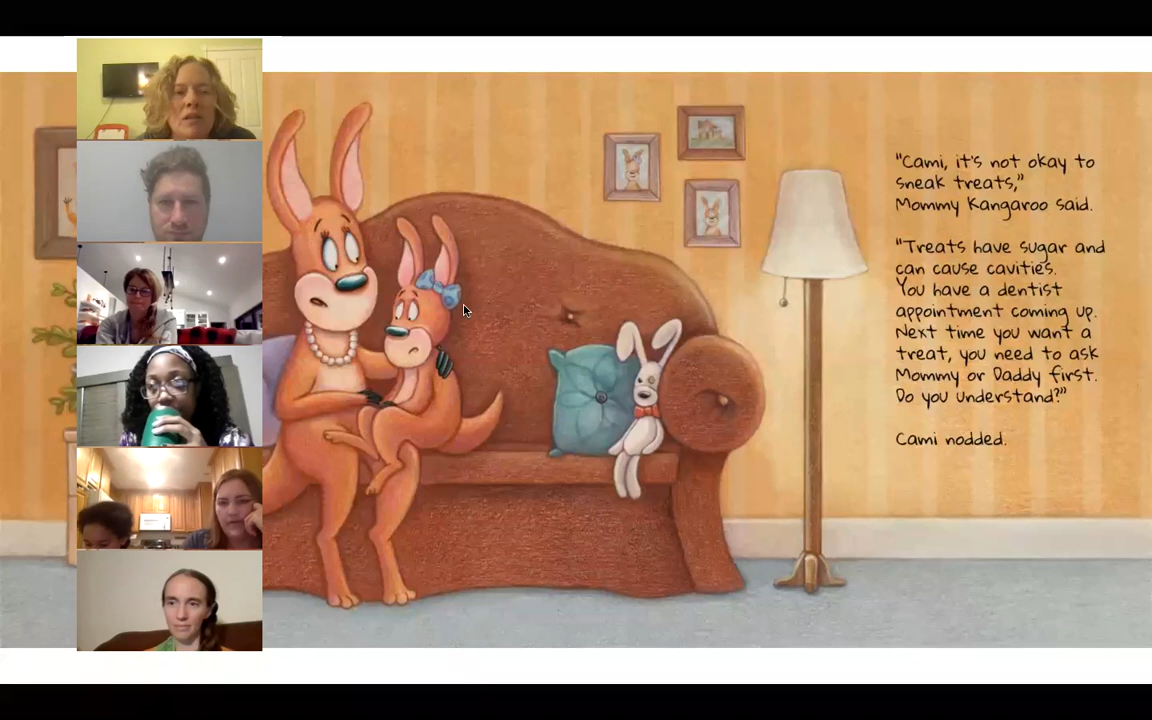 "Cami, it's not okay to
sneak treats,"
Mommy Kangaroo said.
"Treats have sugar and
can cause cavities.
You have a dentist
appointment coming up.
Next time you want a
treat, you need to ask
Mommy or Daddy first.
Do you understand?"
Cami nodded.